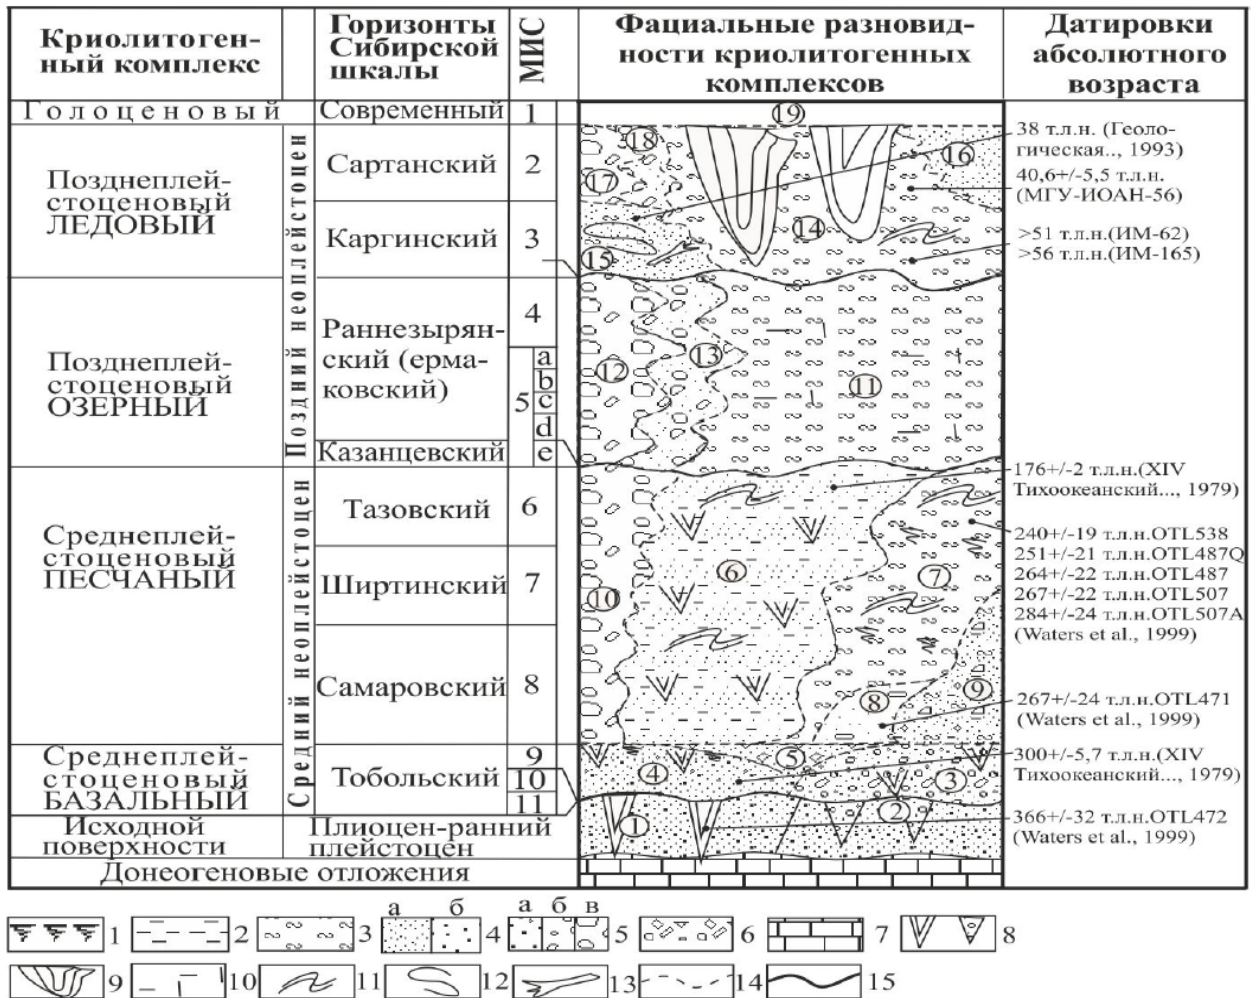 Криолитоген-
ный комплекс
Горизонты
Сибирской
шкалы
МИС
Фациальные разновид-
ности криолитогенных
комплексов
Датировки
абсолютного
возраста
Голоценовый
Современный
1
Позднеплей-
стоценовый
ЛЕДОВЫЙ
Поздний неоплейстоцен
Сартанский
2
Каргинский
3
Позднеплей-
стоценовый
ОЗЕРНЫЙ
Раннезырян-
ский (ерма-
ковский)
4
5
a
b
c
d
e
Казанцевский
Среднеплей-
стоценовый
ПЕСЧАНЫЙ
Средний неоплейстоцен
Тазовский
6
Ширтинский
7
Самаровский
8
Среднеплей-
стоценовый
БАЗАЛЬНЫЙ
Тобольский
9
10
11
Исходной
поверхности
Плиоцен-ранний
плейстоцен
Донеогеновые отложения
19
18
16
17
14
15
13
12
11
6
7
10
8
9
5
4
3
2
1
38 т.л.н. (Геоло-
гическая.., 1993)
40,6+/-5,5 т.л.н.
(МГУ-ИОАН-56)
>51 т.л.н.(ИМ-62)
>56 т.л.н.(ИМ-165)
176+/-2 т.л.н.(XIV
Тихоокеанский..., 1979)
240+/-19 т.л.н.OTL538
251+/-21 т.л.н.OTL487Q
264+/-22 т.л.н.OTL487
267+/-22 т.л.н.OTL507
284+/-24 т.л.н.OTL507A
(Waters et al., 1999)
267+/-24 т.л.н.OTL471
(Waters et al., 1999)
300+/-5,7 т.л.н.(XIV
Тихоокеанский..., 1979)
366+/-32 т.л.н.OTL472
(Waters et al., 1999)
1
2
3
а б
4
а б в
5
6
7
8
9
10
11
12
13
14
15